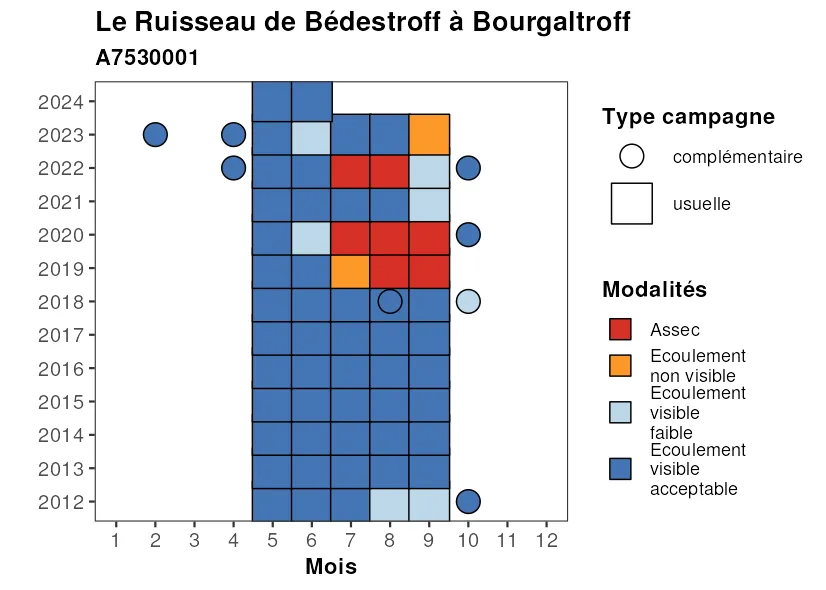 Le Ruisseau de Bédestroff à Bourgaltroff
A7530001
2024
2023
2022
2021
2020
2019
2018
2017
2016
2015
2014
2013
2012
1 2 3 4 5 6 7 8 9 10 11 12
Mois
Type campagne
complémentaire
usuelle
Modalités
Assec
Ecoulement
non visible
Ecoulement
visible
faible
Ecoulement
visible
acceptable